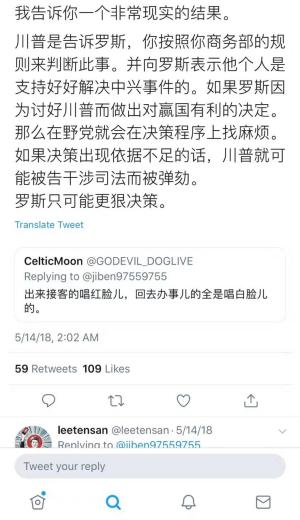 我告诉你一个非常现实的结果。
川普是告诉罗斯，你按照你商务部的规
则来判断此事。并向罗斯表示他个人是
支持好好解决中兴事件的。如果罗斯因
为讨好川普而做出对赢国有利的决定。
那么在野党就会在决策程序上找麻烦。
如果决策出现依据不足的话，川普就可
能被告干涉司法而被弹劾。
罗斯只可能更狠决策。
Translate Tweet
CelticMoon @GODEVIL_DOGLIVE
Replying to @jiben97559755
出来接客的唱红脸儿，回去办事儿的全是唱白脸儿
的。
5/14/18, 2:02 AM
59 Retweets 109 Likes
leetensan @leetensan · 5/14/18
Replying to @jiben97559755
Tweet your reply